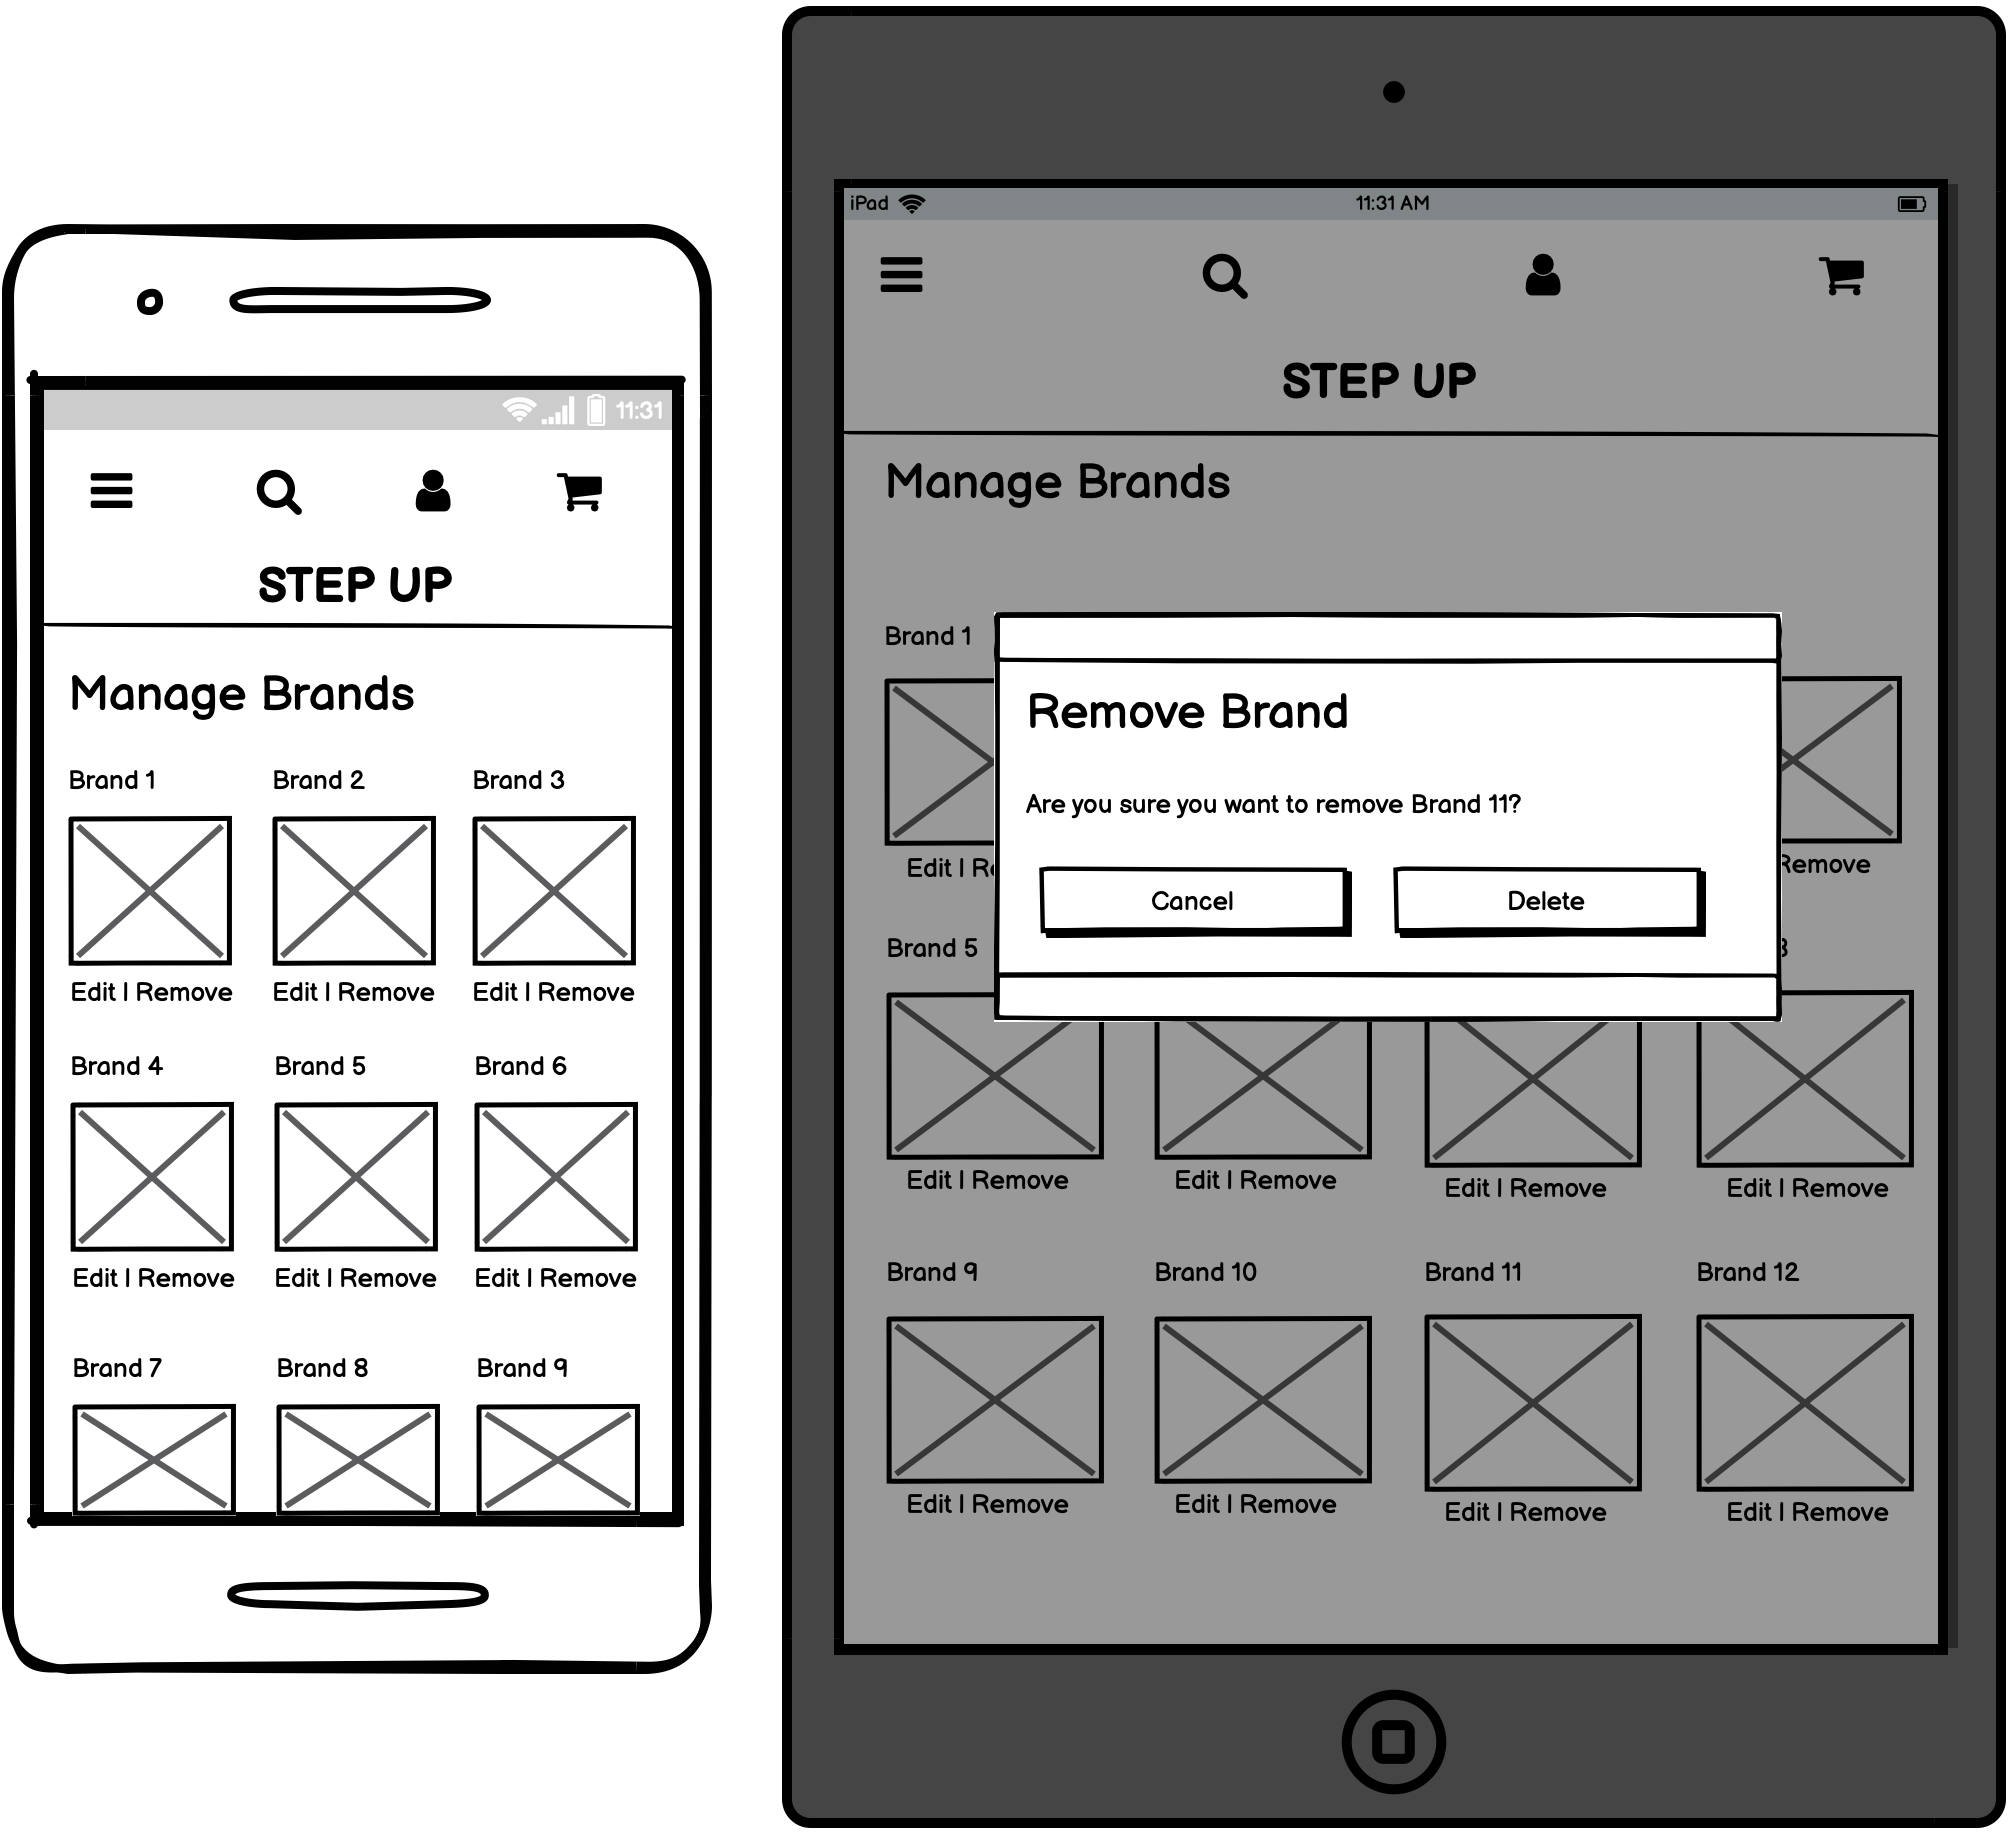 11:31
STEP UP
Manage Brands
Brand 1 Brand 2 Brand 3
Edit | Remove Edit | Remove Edit | Remove
Brand 4 Brand 5 Brand 6
Edit | Remove Edit | Remove Edit | Remove
Brand 7 Brand 8 Brand 9
iPad 11:31 AM
STEP UP
Manage Brands
Brand 1
Edit | Remove
Brand 5
Edit | Remove Edit | Remove Edit | Remove Edit | Remove
Brand 9 Brand 10 Brand 11 Brand 12
Edit | Remove Edit | Remove Edit | Remove Edit | Remove
Remove Brand
Are you sure you want to remove Brand 11?
Cancel Delete